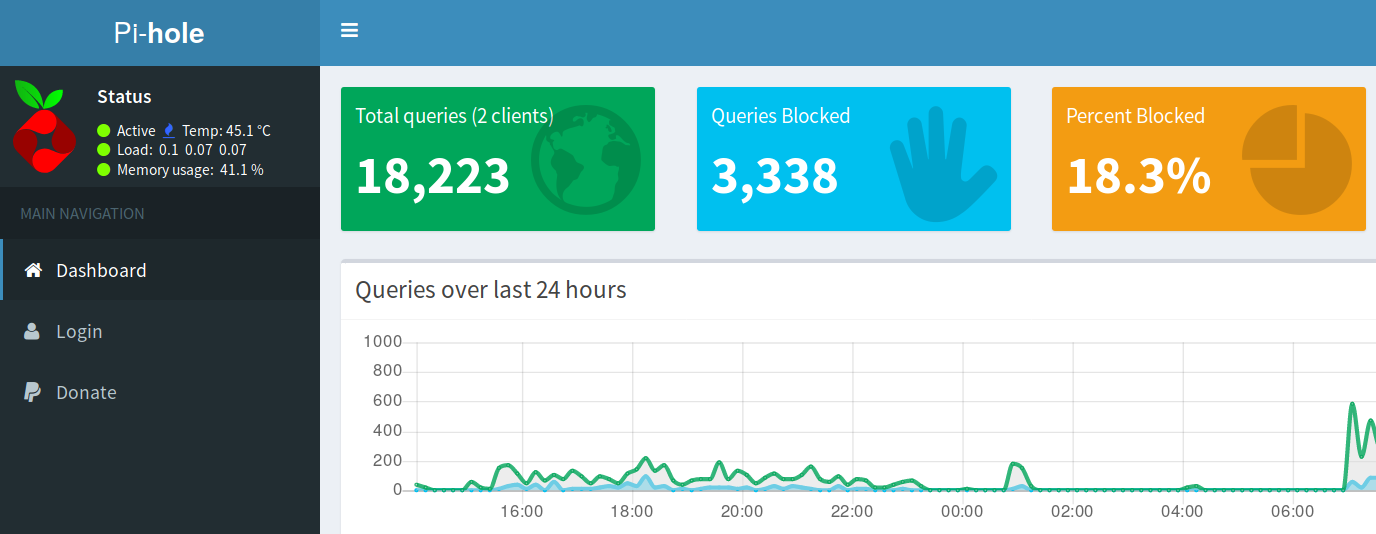 Pi-hole
Status
Active Temp: 45.1 °C
Load: 0.1 0.07 0.07
Memory usage: 41.1 %
MAIN NAVIGATION
Dashboard
Login
Donate
Total queries (2 clients)
18,223
Queries Blocked
3,338
Percent Blocked
18.3%
Queries over last 24 hours
1000
800
600
400
200
0
16:00 18:00 20:00 22:00 00:00 02:00 04:00 06:00